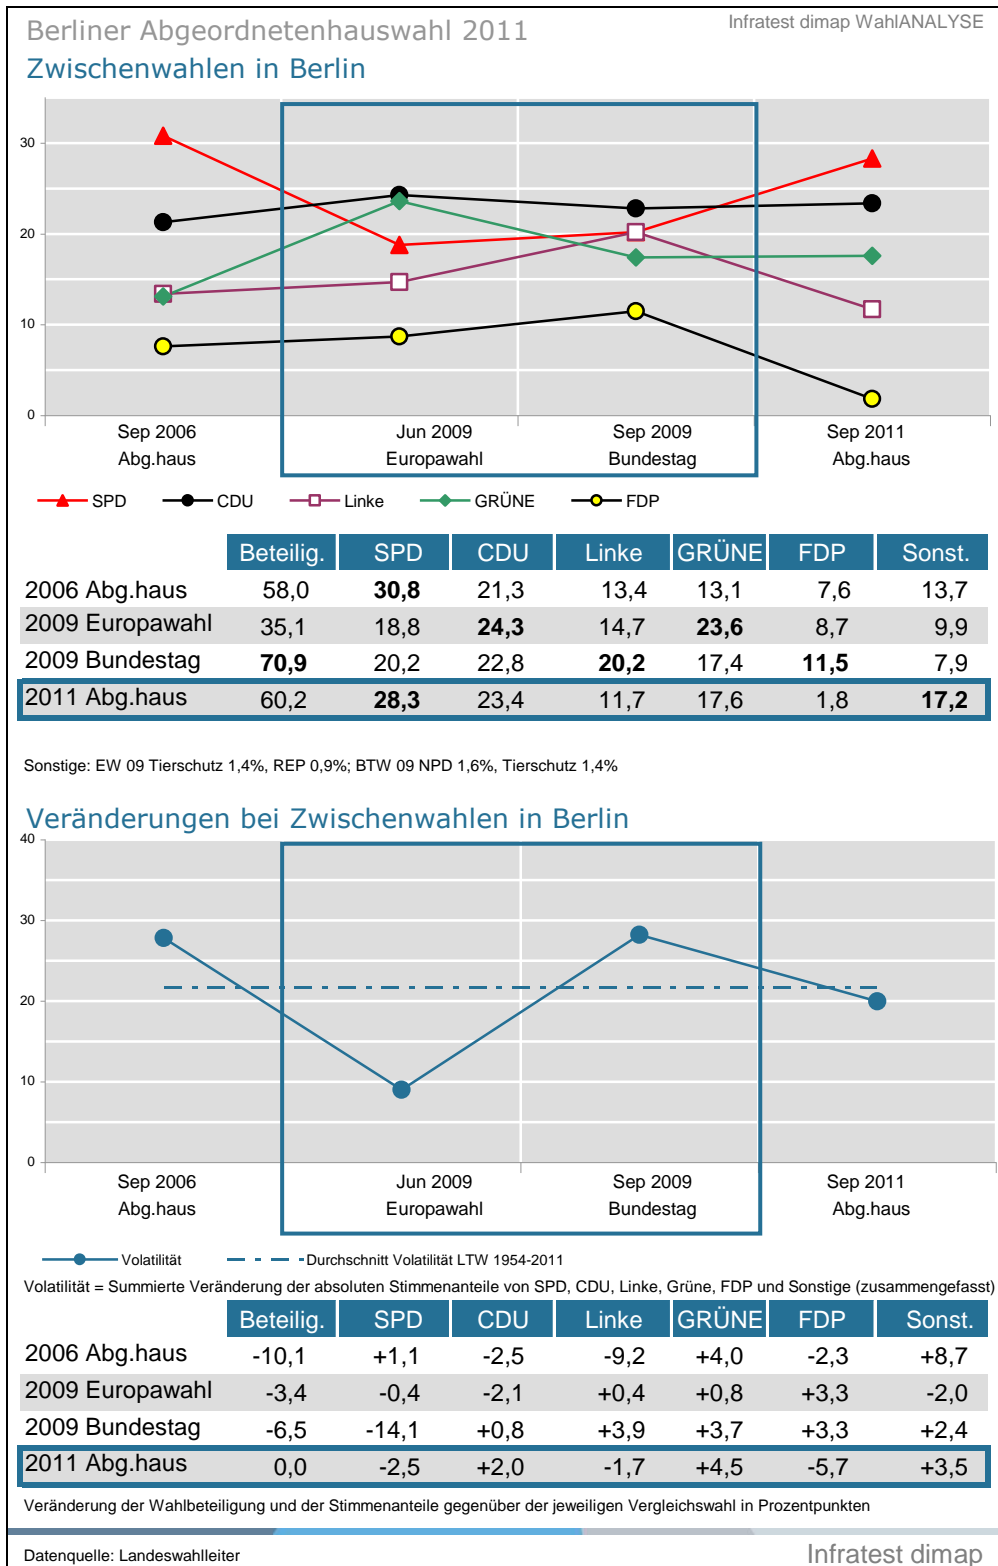 Berliner Abgeordnetenhauswahl 2011
Infratest dimap WahlANALYSE
Zwischenwahlen in Berlin
30
20
10
0
Sep 2006 Jun 2009 Sep 2009 Sep 2011
Abg.haus Europawahl Bundestag Abg.haus
SPD CDU Linke GRÜNE FDP
Beteilig. SPD CDU Linke GRÜNE FDP Sonst.
2006 Abg.haus 58,0 30,8 21,3 13,4 13,1 7,6 13,7
2009 Europawahl 35,1 18,8 24,3 14,7 23,6 8,7 9,9
2009 Bundestag 70,9 20,2 22,8 20,2 17,4 11,5 7,9
2011 Abg.haus 60,2 28,3 23,4 11,7 17,6 1,8 17,2
Sonstige: EW 09 Tierschutz 1,4%, REP 0,9%; BTW 09 NPD 1,6%, Tierschutz 1,4%
Veränderungen bei Zwischenwahlen in Berlin
40
30
20
10
0
Sep 2006 Jun 2009 Sep 2009 Sep 2011
Abg.haus Europawahl Bundestag Abg.haus
Volatilität Durchschnitt Volatilität LTW 1954-2011
Volatilität = Summierte Veränderung der absoluten Stimmenanteile von SPD, CDU, Linke, Grüne, FDP und Sonstige (zusammengefasst)
Beteilig. SPD CDU Linke GRÜNE FDP Sonst.
2006 Abg.haus -10,1 +1,1 -2,5 -9,2 +4,0 -2,3 +8,7
2009 Europawahl -3,4 -0,4 -2,1 +0,4 +0,8 +3,3 -2,0
2009 Bundestag -6,5 -14,1 +0,8 +3,9 +3,7 +3,3 +2,4
2011 Abg.haus 0,0 -2,5 +2,0 -1,7 +4,5 -5,7 +3,5
Veränderung der Wahlbeteiligung und der Stimmenanteile gegenüber der jeweiligen Vergleichswahl in Prozentpunkten
Datenquelle: Landeswahlleiter
Infratest dimap